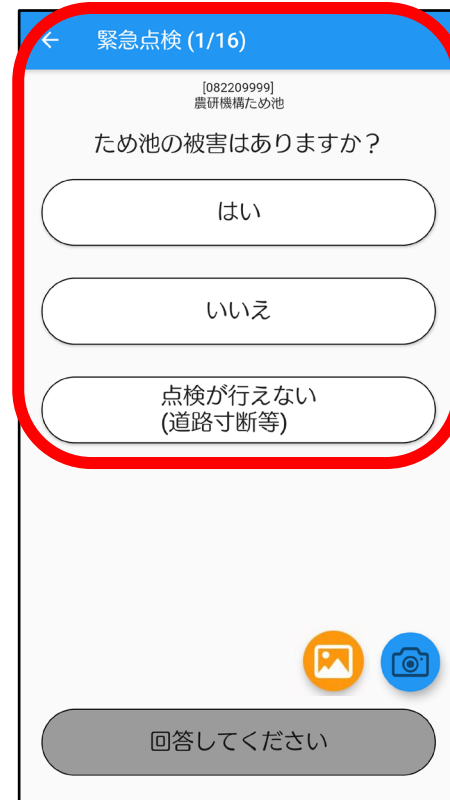 緊急点検 (1/16)
[082209999]
農研機構ため池
ため池の被害はありますか？
はい
いいえ
点検が行えない
(道路寸断等)
回答してください